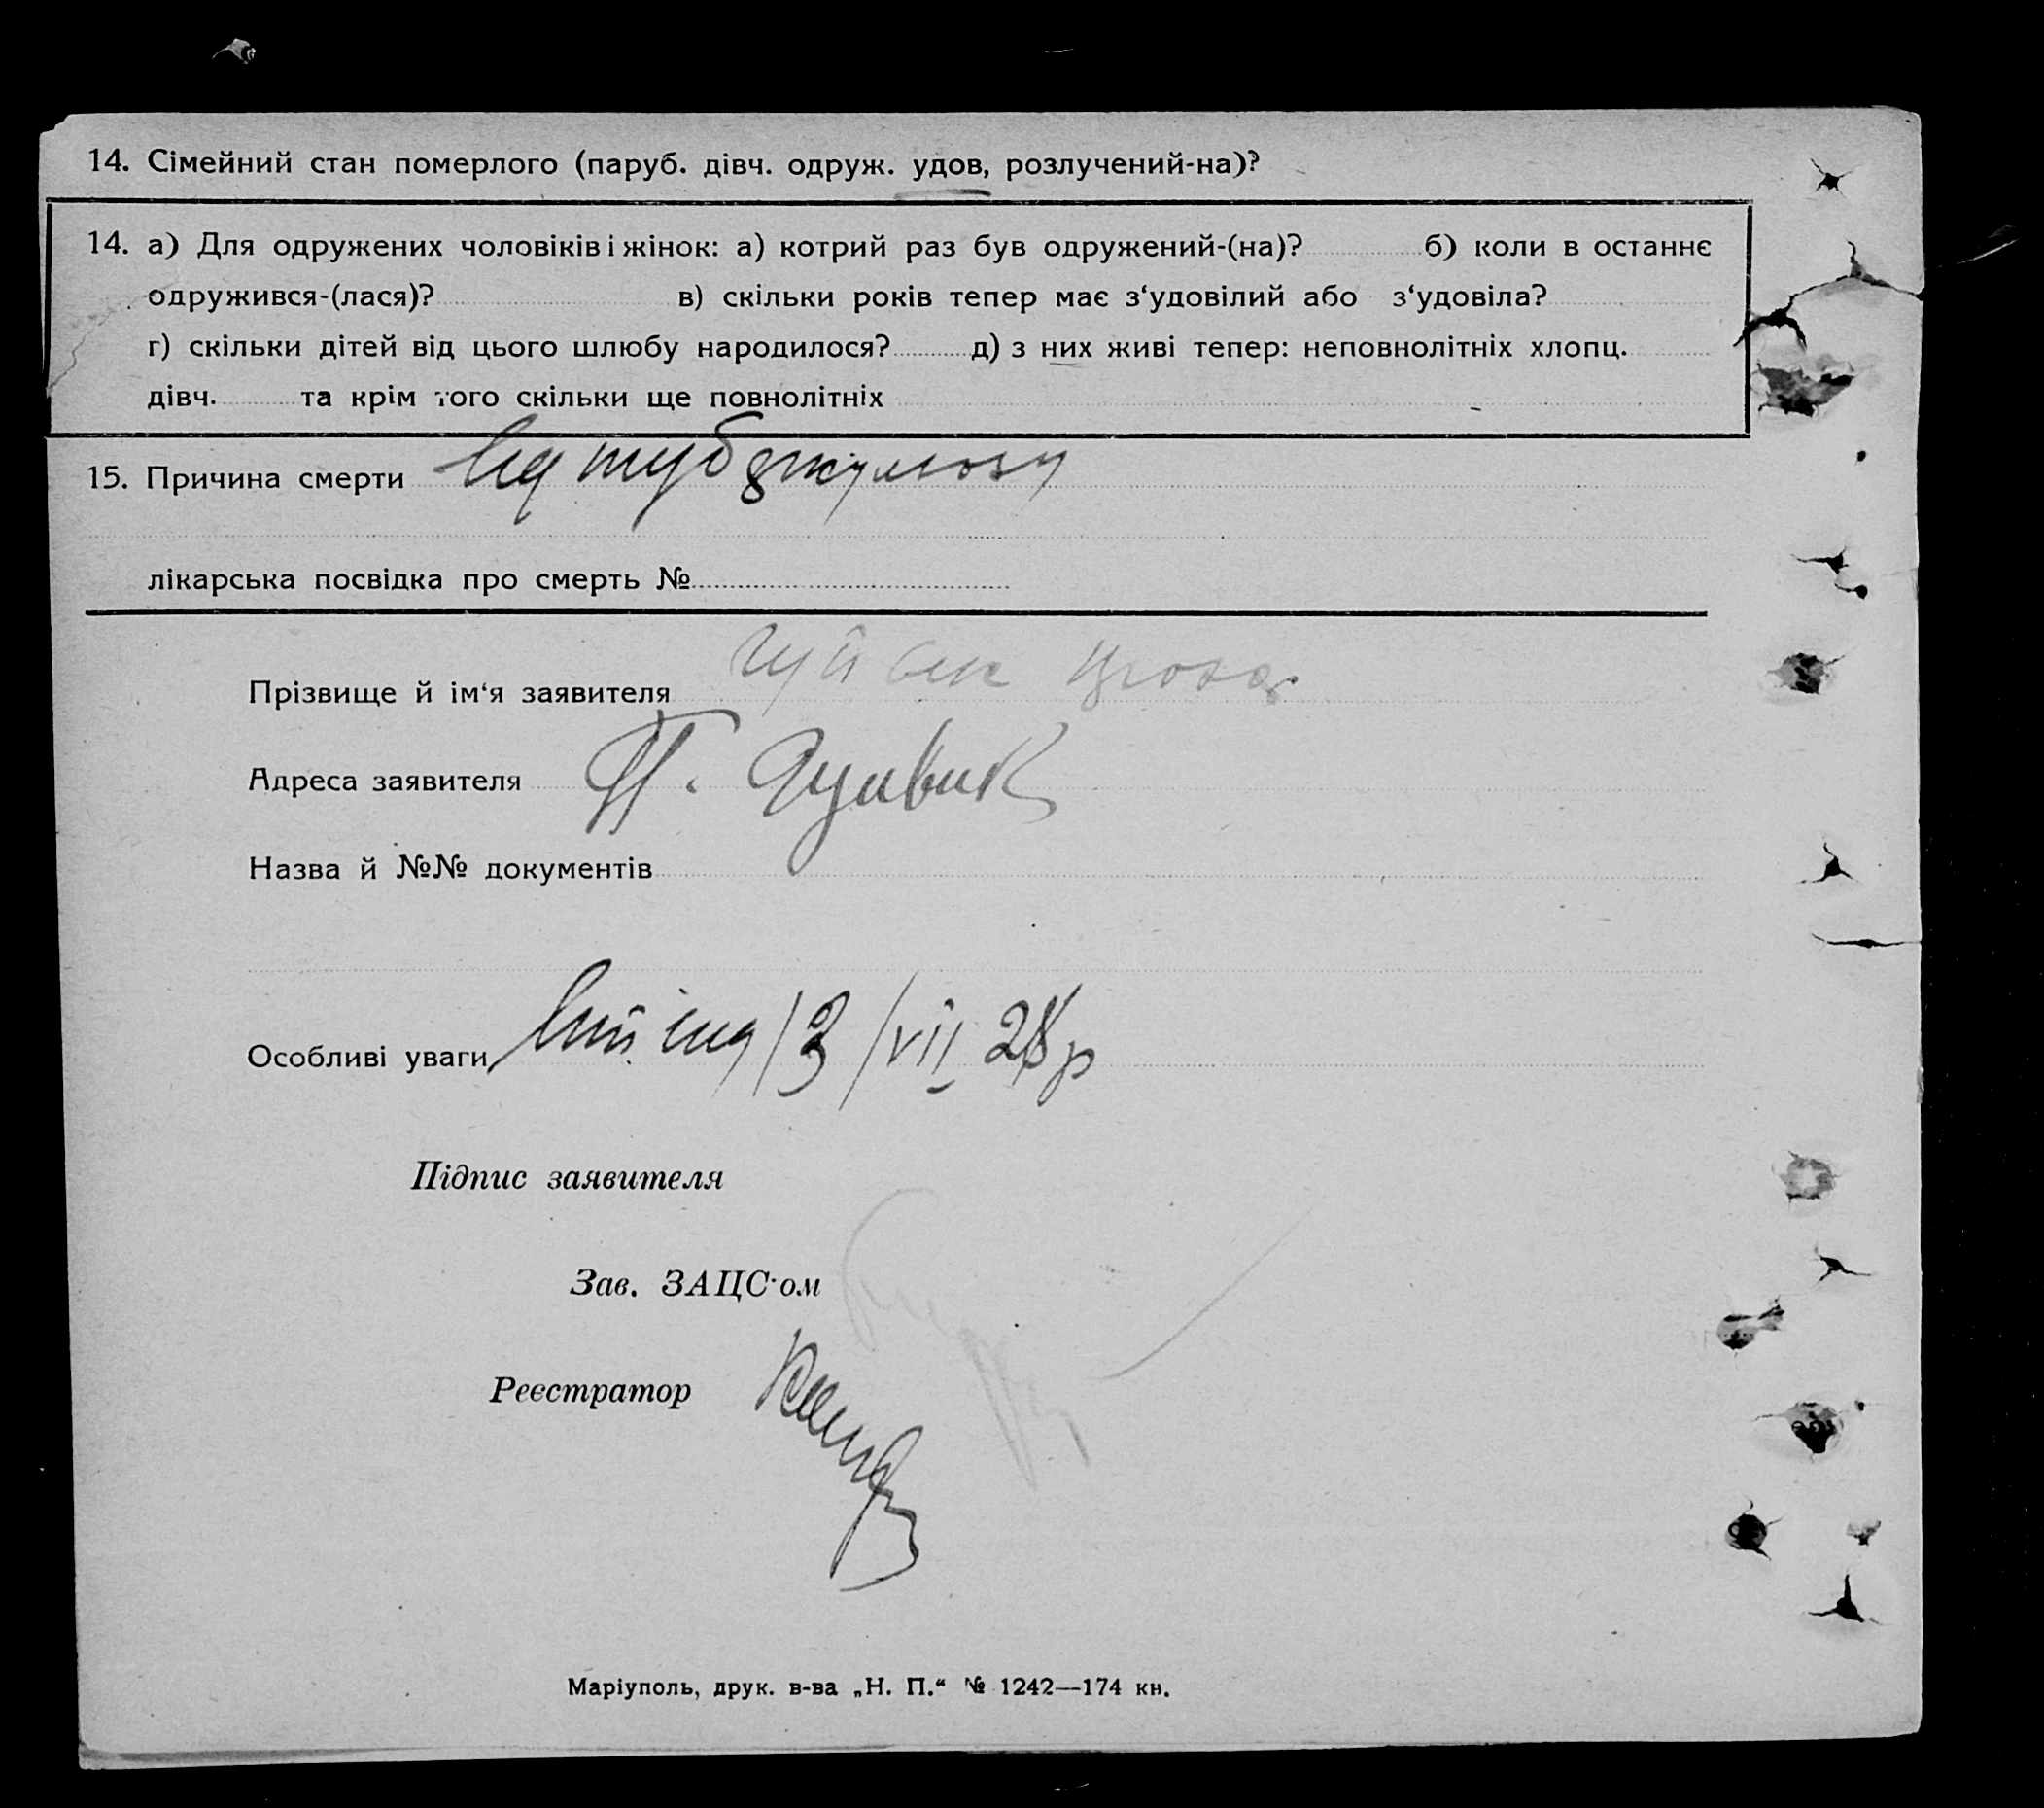 14. Сімейний стан померлого (паруб. дівч. одруж. удов, розлучений-на)?
14. а) Для одружених чоловіків і жінок: а) котрий раз був одружений-(на)? б) коли в останнє
одружився-(лася)? в) скільки років тепер має з‘удовілий або з‘удовіла?
г) скільки дітей від цього шлюбу народилося? д) з них живі тепер: неповнолітніх хлопц.
дівч. та крім того скільки ще повнолітніх
15. Причина смерти
лікарська посвідка про смерть №
Прізвище й ім‘я заявителя
Адреса заявителя П.
Назва й №№ документів
Особливі уваги /3/VII 28 р
Підпис заявителя
Зав. ЗАЦС‘ом
Реєстратор
Маріуполь, друк. в-ва „Н. П.“ № 1242—174 кн.